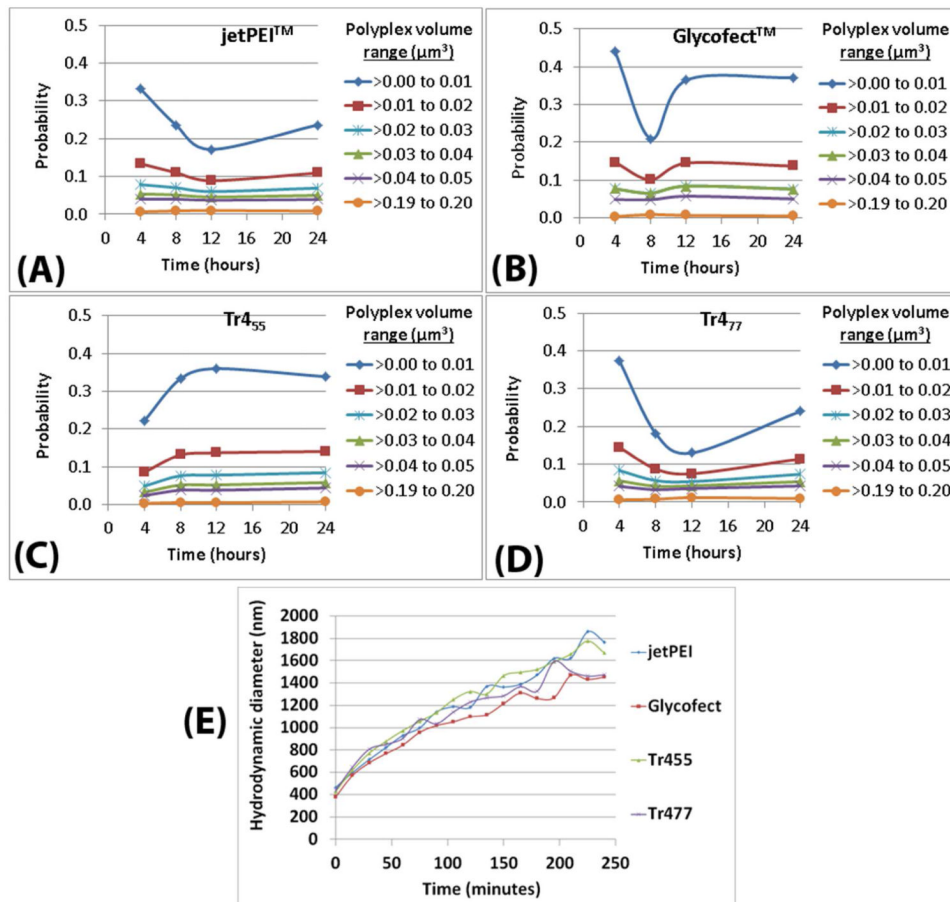 jetPEI™
Polyplex volume
range (µm³)
0.5
0.4
0.3
0.2
0.1
0.0
Probability
>0.00 to 0.01
>0.01 to 0.02
>0.02 to 0.03
>0.03 to 0.04
>0.04 to 0.05
>0.19 to 0.20
0 4 8 12 16 20 24
Time (hours)
(A)
Glycofect™
Polyplex volume
range (µm³)
0.5
0.4
0.3
0.2
0.1
0.0
Probability
>0.00 to 0.01
>0.01 to 0.02
>0.02 to 0.03
>0.03 to 0.04
>0.04 to 0.05
>0.19 to 0.20
0 4 8 12 16 20 24
Time (hours)
(B)
Tr4₅₅
Polyplex volume
range (µm³)
0.5
0.4
0.3
0.2
0.1
0.0
Probability
>0.00 to 0.01
>0.01 to 0.02
>0.02 to 0.03
>0.03 to 0.04
>0.04 to 0.05
>0.19 to 0.20
0 4 8 12 16 20 24
Time (hours)
(C)
Tr4₇₇
Polyplex volume
range (µm³)
0.5
0.4
0.3
0.2
0.1
0.0
Probability
>0.00 to 0.01
>0.01 to 0.02
>0.02 to 0.03
>0.03 to 0.04
>0.04 to 0.05
>0.19 to 0.20
0 4 8 12 16 20 24
Time (hours)
(D)
(E)
Hydrodynamic diameter (nm)
2000
1800
1600
1400
1200
1000
800
600
400
200
0
jetPEI
Glycofect
Tr455
Tr477
0 50 100 150 200 250
Time (minutes)